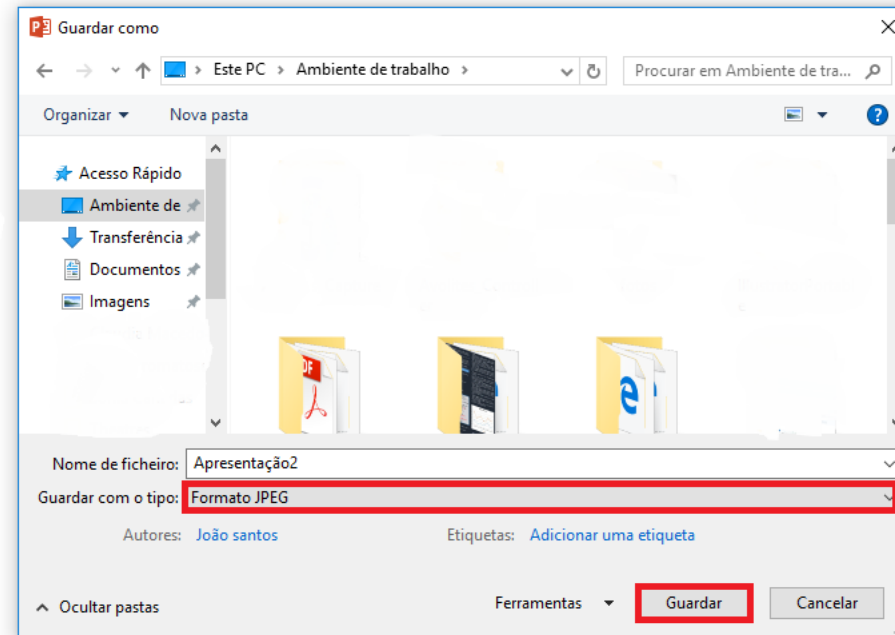 Guardar como
Este PC > Ambiente de trabalho >
Procurar em Ambiente de tra...
Organizar
Nova pasta
Acesso Rápido
Ambiente de
Transferência
Documentos
Imagens
Nome de ficheiro: Apresentação2
Guardar com o tipo: Formato JPEG
Autores: João santos
Etiquetas: Adicionar uma etiqueta
Ocultar pastas
Ferramentas
Guardar
Cancelar